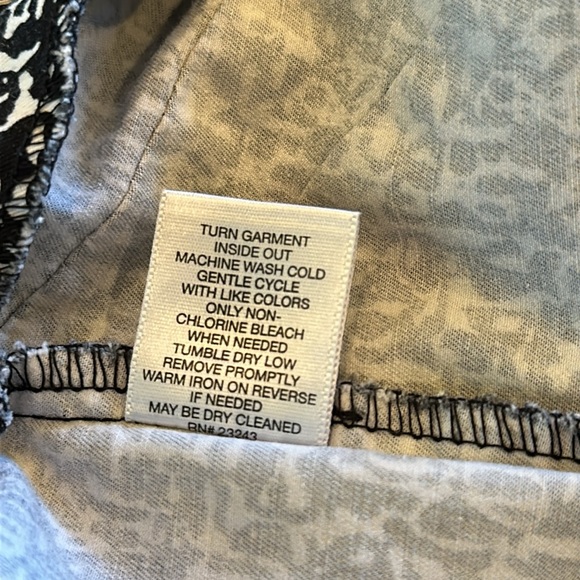 TURN GARMENT
INSIDE OUT
MACHINE WASH COLD
GENTLE CYCLE
WITH LIKE COLORS
ONLY NON-
CHLORINE BLEACH
WHEN NEEDED
TUMBLE DRY LOW
REMOVE PROMPTLY
WARM IRON ON REVERSE
IF NEEDED
MAY BE DRY CLEANED
RN# 23243